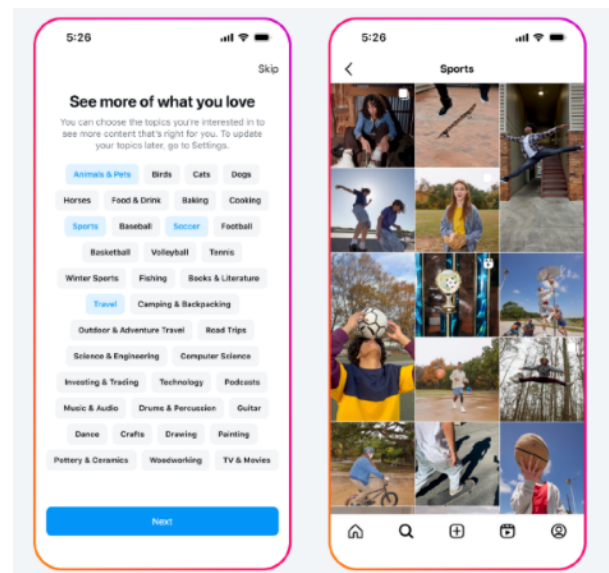 5:26
Skip
See more of what you love
You can choose the topics you're interested in to
see more content that's right for you. To update
your topics later, go to Settings.
Animals & Pets Birds Cats Dogs
Horses Food & Drink Baking Cooking
Sports Baseball Soccer Football
Basketball Volleyball Tennis
Winter Sports Fishing Books & Literature
Travel Camping & Backpacking
Outdoor & Adventure Travel Road Trips
Science & Engineering Computer Science
Investing & Trading Technology Podcasts
Music & Audio Drums & Percussion Guitar
Dance Crafts Drawing Painting
Pottery & Ceramics Woodworking TV & Movies
Next
5:26
Sports